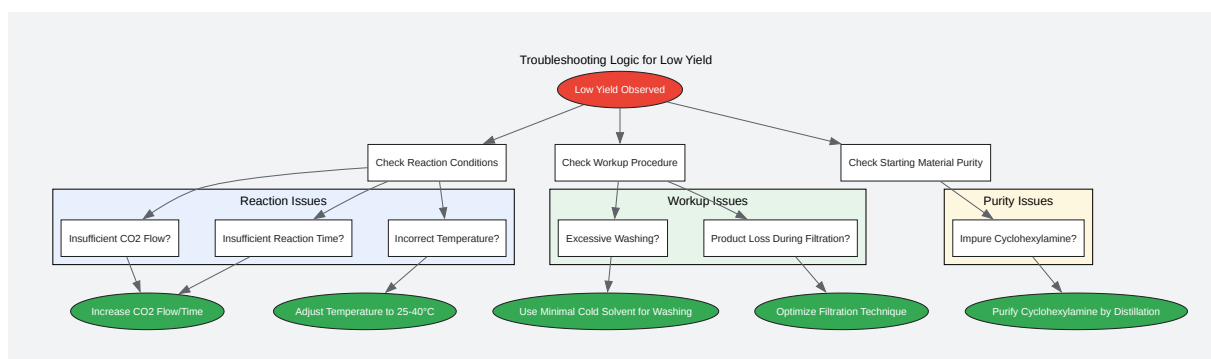 Troubleshooting Logic for Low Yield
Low Yield Observed
Check Reaction Conditions
Check Workup Procedure
Check Starting Material Purity
Reaction Issues
Workup Issues
Purity Issues
Insufficient CO2 Flow?
Insufficient Reaction Time?
Incorrect Temperature?
Excessive Washing?
Product Loss During Filtration?
Impure Cyclohexylamine?
Increase CO2 Flow/Time
Adjust Temperature to 25-40°C
Use Minimal Cold Solvent for Washing
Optimize Filtration Technique
Purify Cyclohexylamine by Distillation